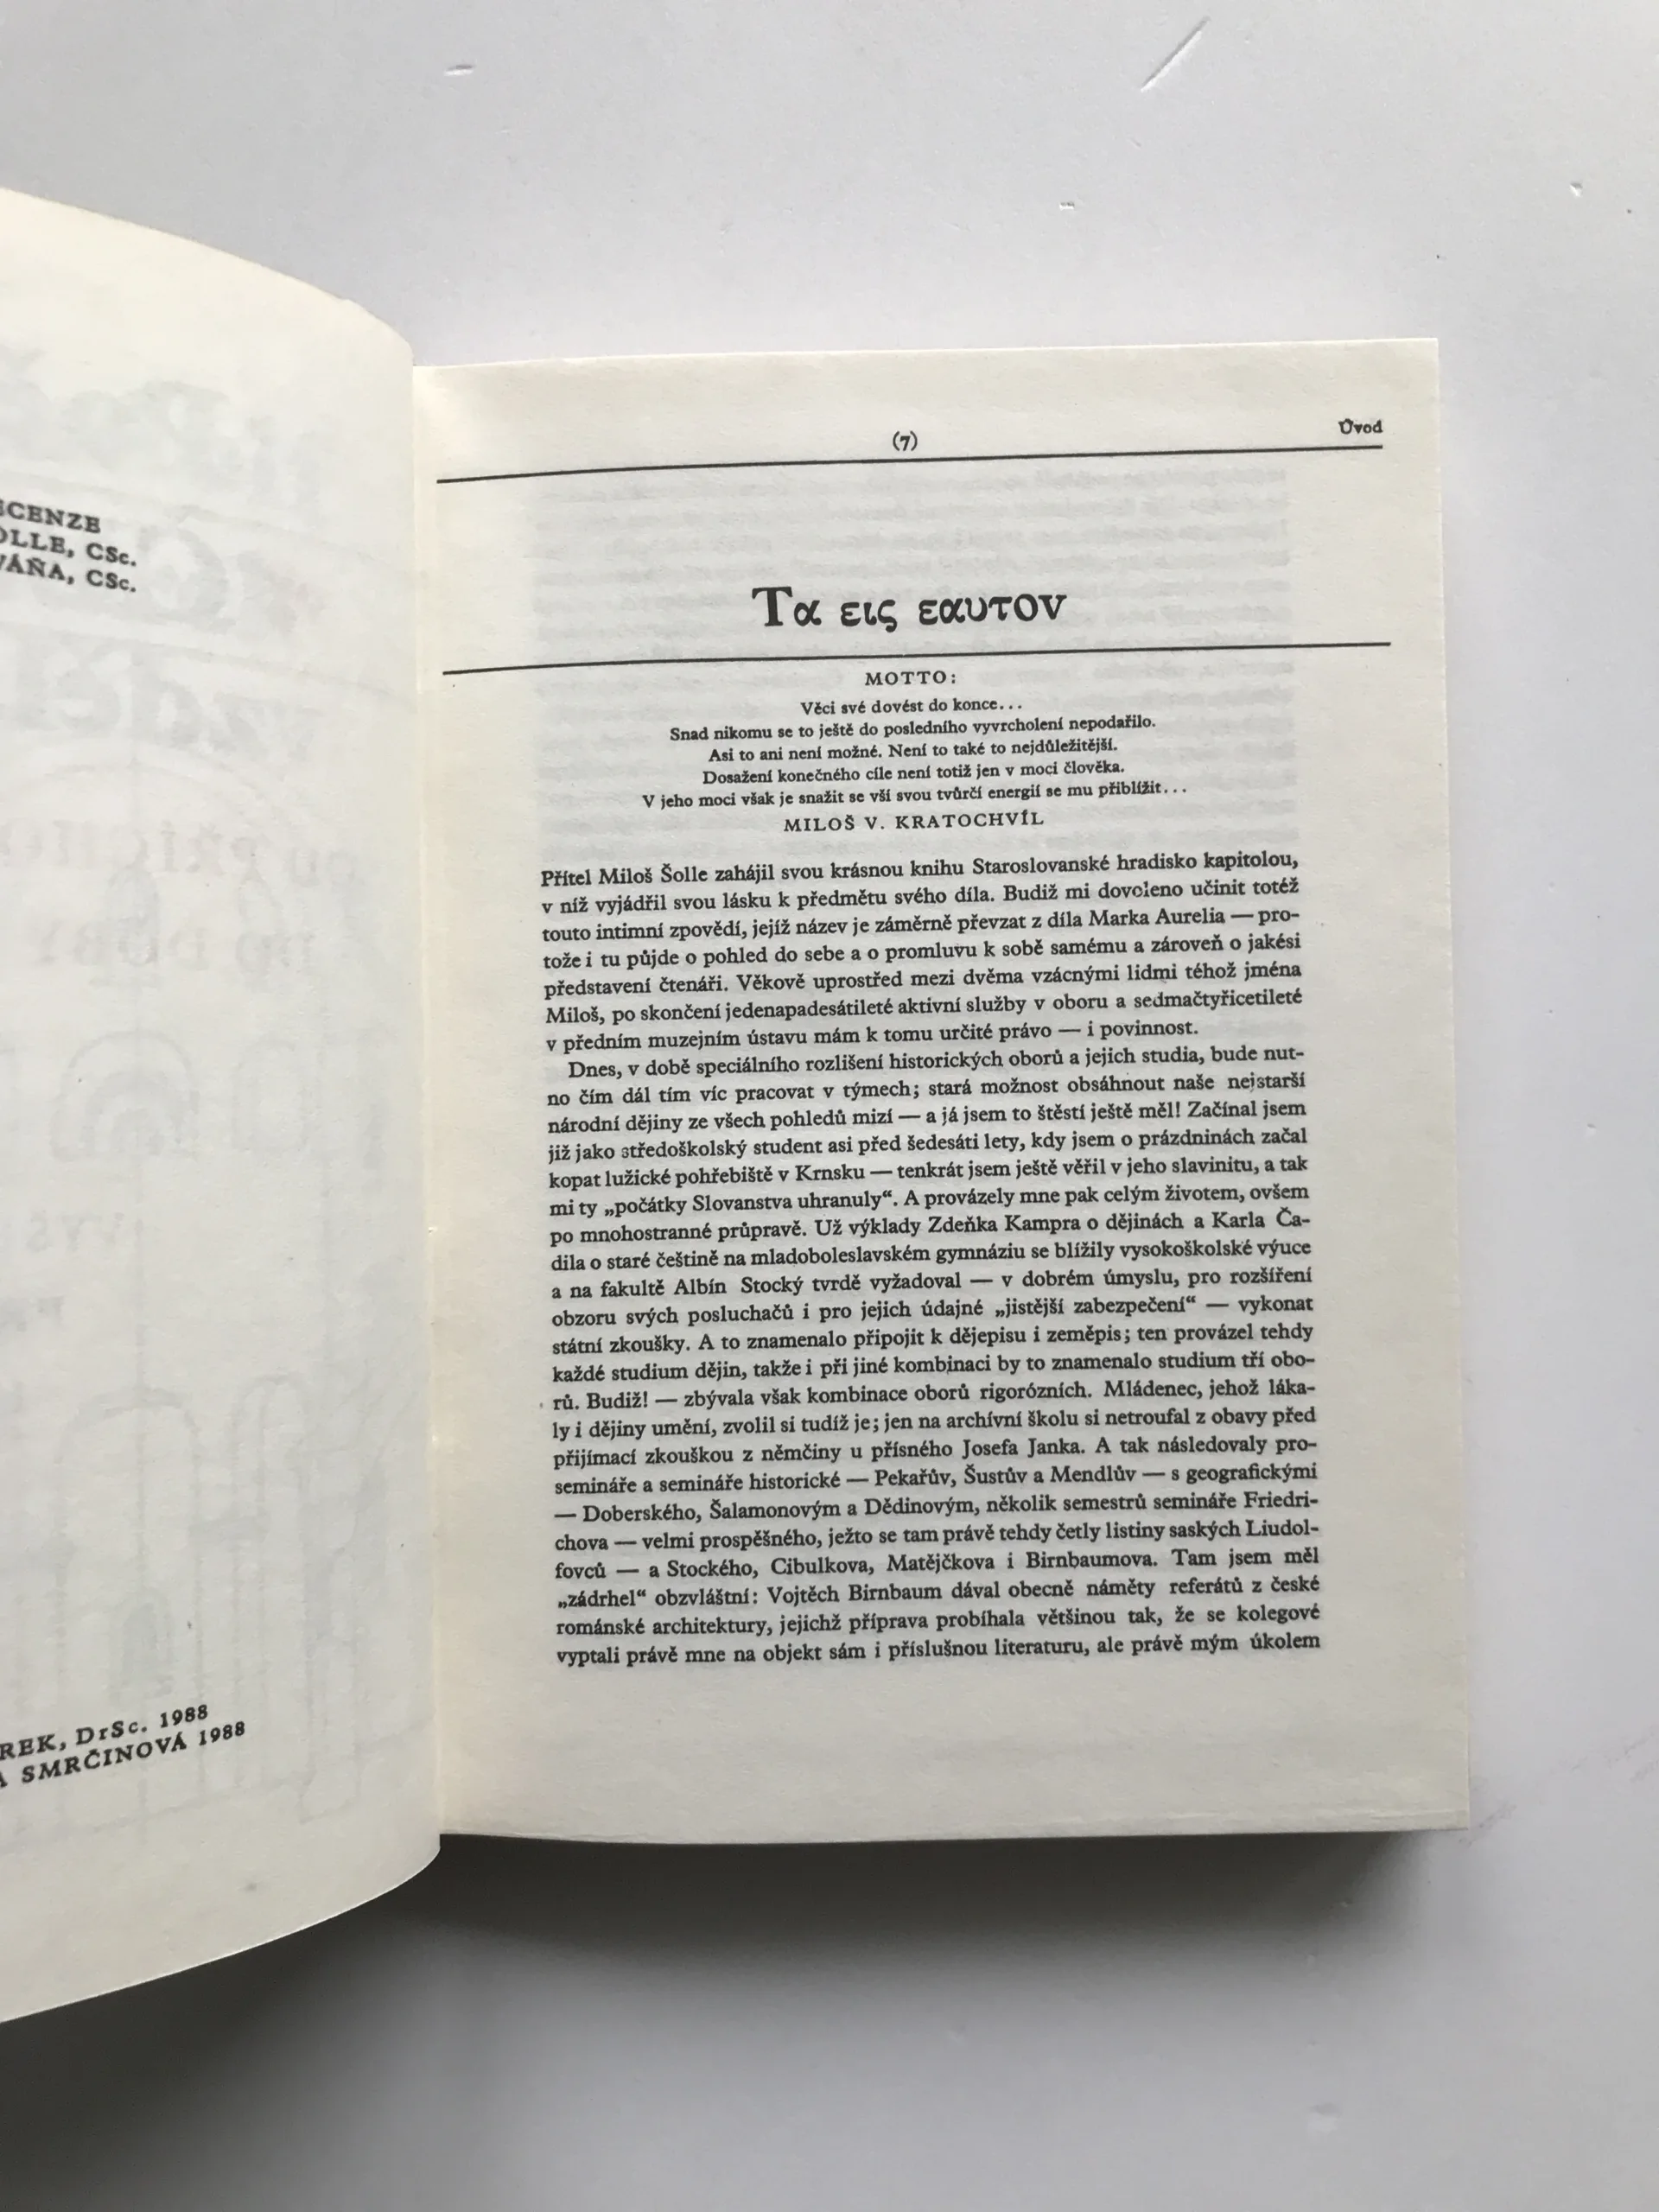 CSc.
CSc.
DrSc. 1988
SMRČINOVÁ 1988
(7)
Úvod
Τα εις εαυτον
MOTTO:
Věci své dovést do konce...
Snad nikomu se to ještě do posledního vyvrcholení nepodařilo.
Asi to ani není možné. Není to také to nejdůležitější.
Dosažení konečného cíle není totiž jen v moci člověka.
V jeho moci však je snažit se vší svou tvůrčí energií se mu přiblížit...
MILOŠ V. KRATOCHVÍL
Přítel Miloš Šolle zahájil svou krásnou knihu Staroslovanské hradisko kapitolou,
v níž vyjádřil svou lásku k předmětu svého díla. Budiž mi dovoleno učinit totéž
touto intimní zpovědí, jejíž název je záměrně převzat z díla Marka Aurelia — pro-
tože i tu půjde o pohled do sebe a o promluvu k sobě samému a zároveň o jakési
představení čtenáři. Věkově uprostřed mezi dvěma vzácnými lidmi téhož jména
Miloš, po skončení jedenapadesátileté aktivní služby v oboru a sedmačtyřicetileté
v předním muzejním ústavu mám k tomu určité právo — i povinnost.
Dnes, v době speciálního rozlišení historických oborů a jejich studia, bude nut-
no čím dál tím víc pracovat v týmech; stará možnost obsáhnout naše nejstarší
národní dějiny ze všech pohledů mizí — a já jsem to štěstí ještě měl! Začínal jsem
již jako středoškolský student asi před šedesáti lety, kdy jsem o prázdninách začal
kopat lužické pohřebiště v Krnsku — tenkrát jsem ještě věřil v jeho slavinitu, a tak
mi ty „počátky Slovanstva uhranuly“. A provázely mne pak celým životem, ovšem
po mnohostranné průpravě. Už výklady Zdeňka Kampra o dějinách a Karla Ča-
dila o staré češtině na mladoboleslavském gymnáziu se blížily vysokoškolské výuce
a na fakultě Albín Stocký tvrdě vyžadoval — v dobrém úmyslu, pro rozšíření
obzoru svých posluchačů i pro jejich údajné „jistější zabezpečení“ — vykonat
státní zkoušky. A to znamenalo připojit k dějepisu i zeměpis; ten provázel tehdy
každé studium dějin, takže i při jiné kombinaci by to znamenalo studium tří obo-
rů. Budiž! — zbývala však kombinace oborů rigorózních. Mládenec, jehož láka-
ly i dějiny umění, zvolil si tudíž je; jen na archívní školu si netroufal z obavy před
přijímací zkouškou z němčiny u přísného Josefa Janka. A tak následovaly pro-
semináře a semináře historické — Pekařův, Šustův a Mendlův — s geografickými
— Doberského, Šalamonovým a Dědinovým, několik semestrů semináře Friedri-
chova — velmi prospěšného, ježto se tam právě tehdy četly listiny saských Liudol-
fovců — a Stockého, Cibulkova, Matějčkova i Birnbaumova. Tam jsem měl
„zádrhel“ obzvláštní: Vojtěch Birnbaum dával obecně náměty referátů z české
románské architektury, jejichž příprava probíhala většinou tak, že se kolegové
vyptali právě mne na objekt sám i příslušnou literaturu, ale právě mým úkolem